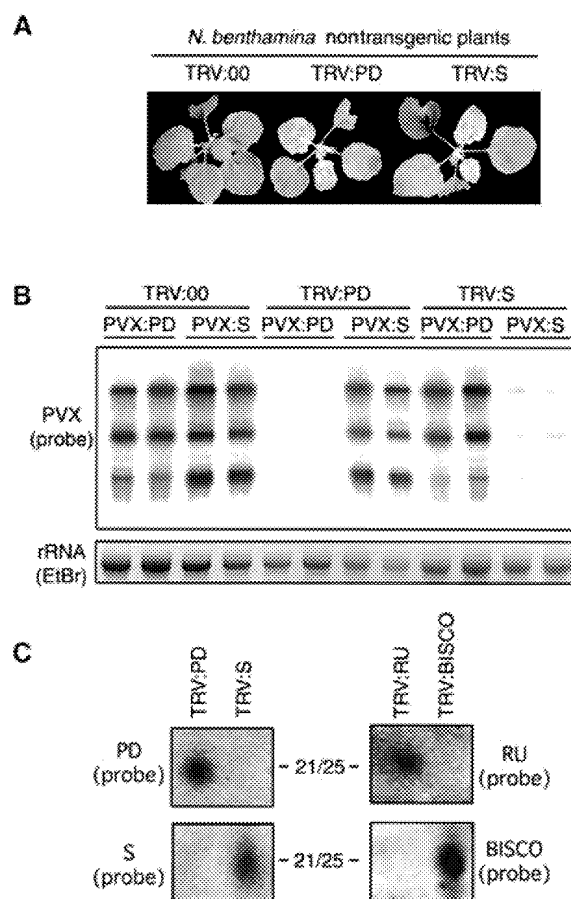 A
N. benthamina nontransgenic plants
TRV:00 TRV:PD TRV:S
B
TRV:00 TRV:PD TRV:S
PVX:PD PVX:S PVX:PD PVX:S PVX:PD PVX:S
PVX
(probe)
rRNA
(EtBr)
C
TRV:PD TRV:S TRV:RU TRV:BISCO
PD
(probe)
- 21/25 -
RU
(probe)
S
(probe)
- 21/25 -
BISCO
(probe)